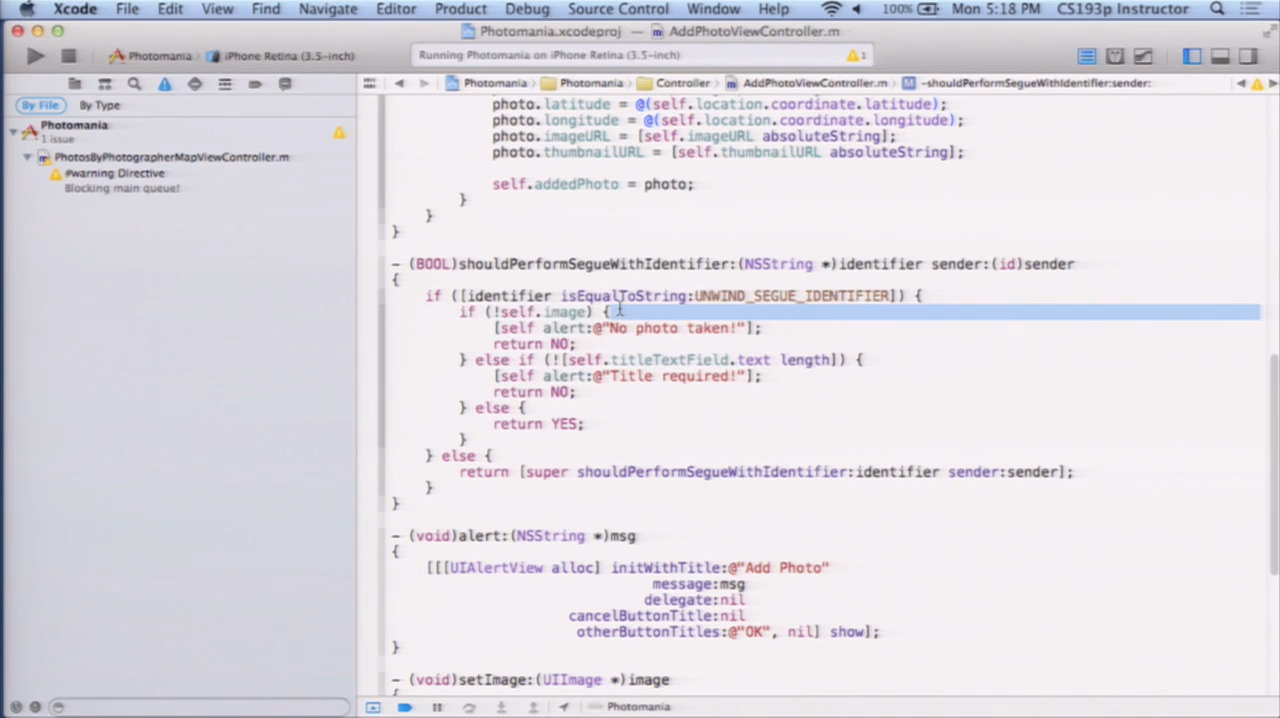 Xcode File Edit View Find Navigate Editor Product Debug Source Control Window Help 100% Mon 5:18 PM CS193p Instructor
Photomania.xcodeproj — AddPhotoViewController.m
Photomania iPhone Retina (3.5-inch) Running Photomania on iPhone Retina (3.5-inch) 1
Photomania Photomania Controller AddPhotoViewController.m M -shouldPerformSegueWithIdentifier:sender:
By File By Type
Photomania
1 issue
PhotosByPhotographerMapViewController.m
#warning Directive
Blocking main queue!
photo.latitude = @(self.location.coordinate.latitude);
photo.longitude = @(self.location.coordinate.longitude);
photo.imageURL = [self.imageURL absoluteString];
photo.thumbnailURL = [self.thumbnailURL absoluteString];
self.addedPhoto = photo;
}
}
}
- (BOOL)shouldPerformSegueWithIdentifier:(NSString *)identifier sender:(id)sender
{
if ([identifier isEqualToString:UNWIND_SEGUE_IDENTIFIER]) {
if (!self.image) {
[self alert:@"No photo taken!"];
return NO;
} else if (![self.titleTextField.text length]) {
[self alert:@"Title required!"];
return NO;
} else {
return YES;
}
} else {
return [super shouldPerformSegueWithIdentifier:identifier sender:sender];
}
}
- (void)alert:(NSString *)msg
{
[[[UIAlertView alloc] initWithTitle:@"Add Photo"
message:msg
delegate:nil
cancelButtonTitle:nil
otherButtonTitles:@"OK", nil] show];
}
- (void)setImage:(UIImage *)image
{
Photomania